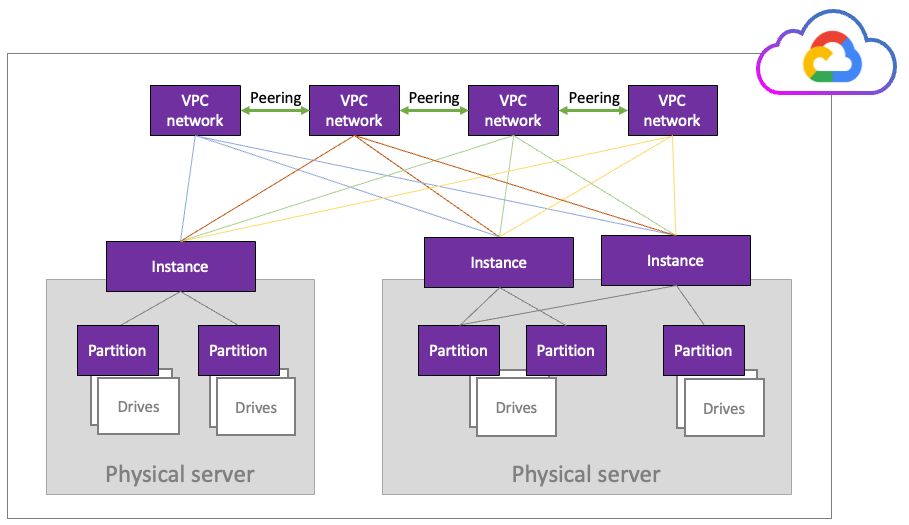 Peering
Peering
Peering
VPC
network
VPC
network
VPC
network
VPC
network
Instance
Instance
Instance
Partition
Partition
Partition
Partition
Partition
Drives
Drives
Drives
Drives
Physical server
Physical server